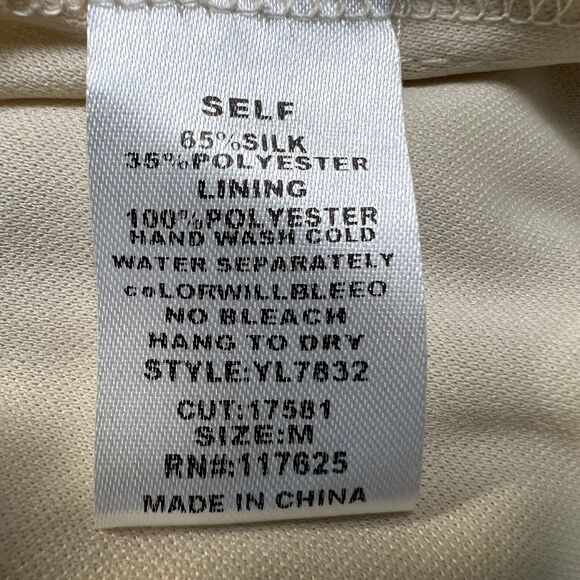 SELF
65%SILK
35%POLYESTER
LINING
100%POLYESTER
HAND WASH COLD
WATER SEPARATELY
coLORWILLBLEEO
NO BLEACH
HANG TO DRY
STYLE:YL7832
CUT:17581
SIZE:M
RN#:117625
MADE IN CHINA